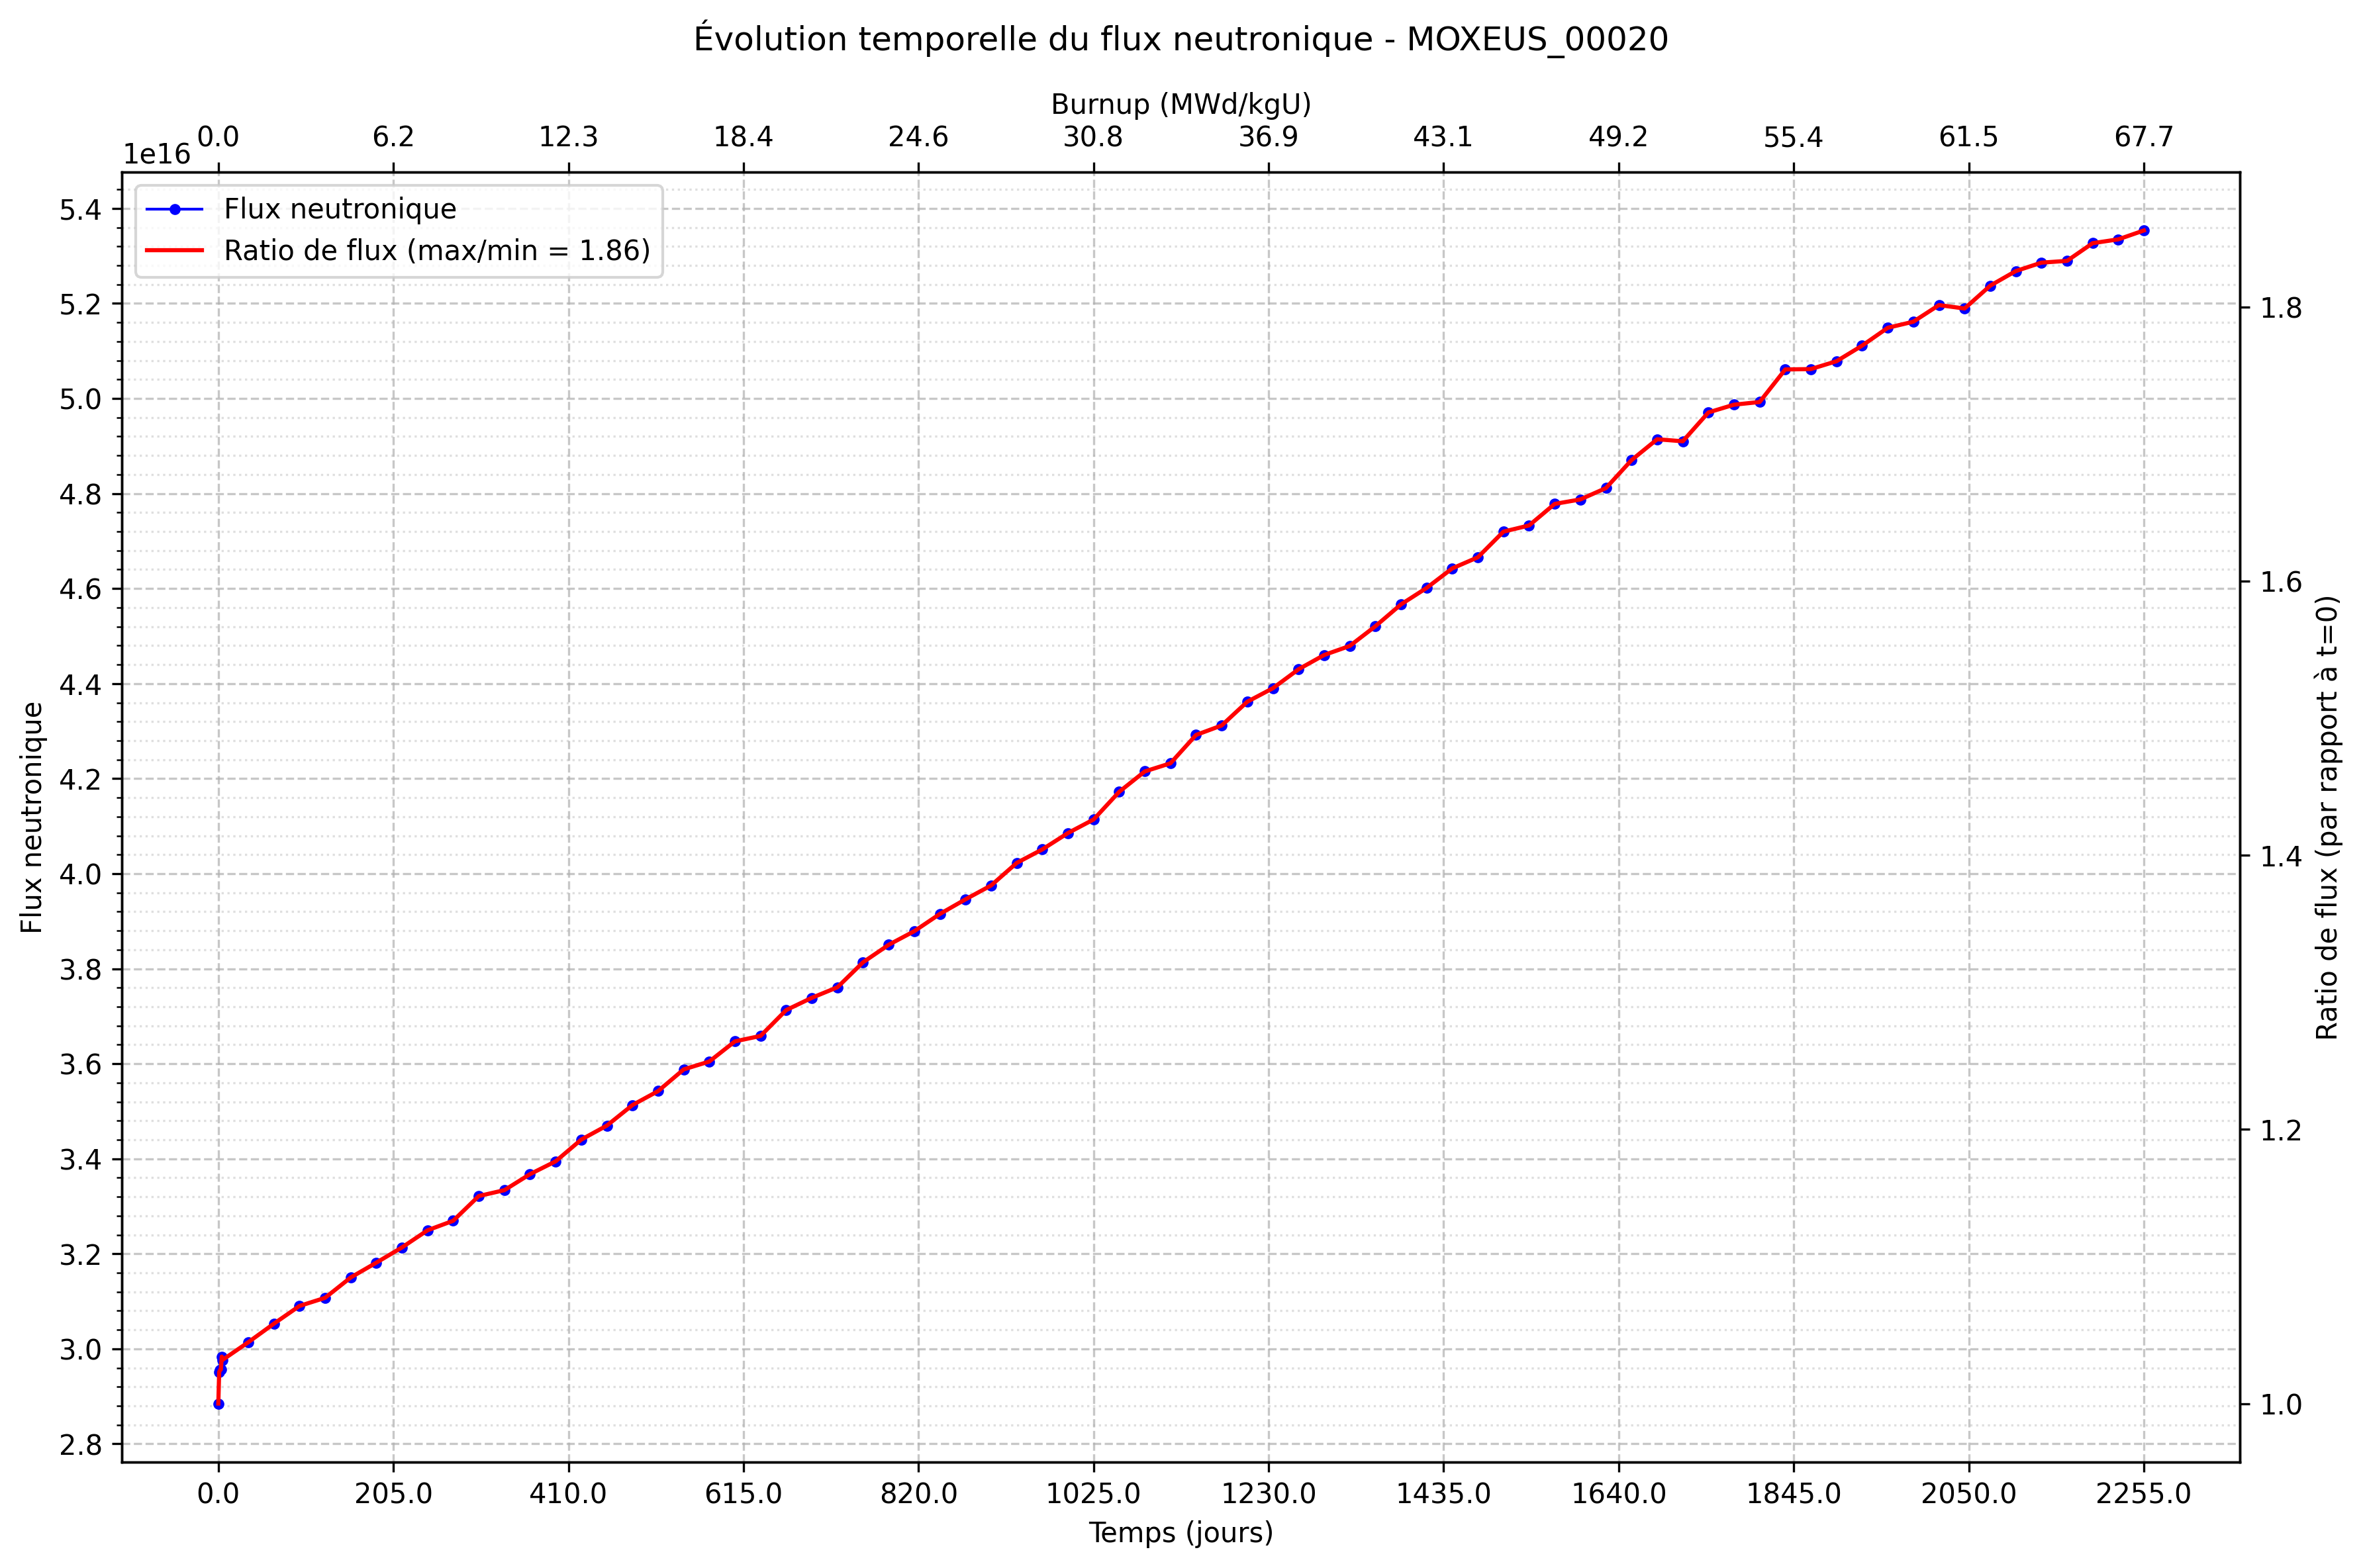 Évolution temporelle du flux neutronique - MOXEUS_00020
Burnup (MWd/kgU)
0.0 6.2 12.3 18.4 24.6 30.8 36.9 43.1 49.2 55.4 61.5 67.7
1e16
Flux neutronique
Ratio de flux (max/min = 1.86)
5.4
5.2
5.0
4.8
4.6
4.4
4.2
4.0
3.8
3.6
3.4
3.2
3.0
2.8
Flux neutronique
1.8
1.6
1.4
1.2
1.0
Ratio de flux (par rapport à t=0)
0.0 205.0 410.0 615.0 820.0 1025.0 1230.0 1435.0 1640.0 1845.0 2050.0 2255.0
Temps (jours)